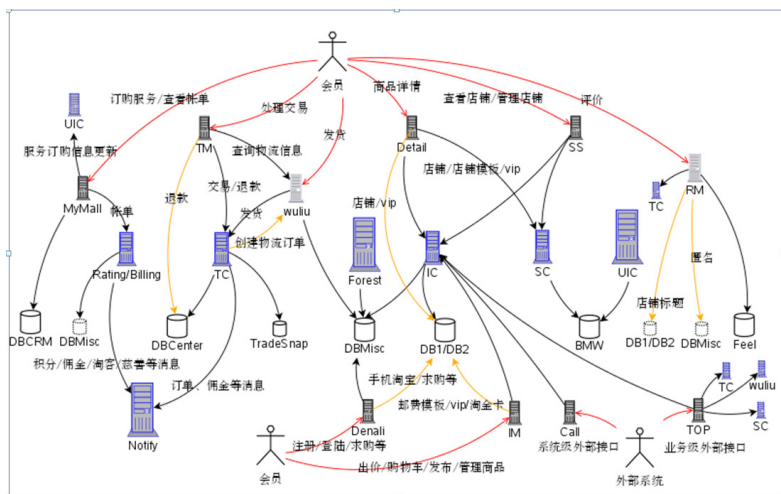 会员
订购服务/查看帐单
商品详情
查看店铺/管理店铺
评价
处理交易
发货
UIC
TM
Detail
SS
服务订购信息更新
查询物流信息
店铺/店铺模板/vip
RM
MyMall
帐单
退款
交易/退款
wuliu
店铺/vip
TC
发货
创建物流订单
Rating/Billing
TC
Forest
IC
SC
UIC
匿名
店铺标题
DBCRM
DBMisc
DBCenter
TradeSnap
DBMisc
DB1/DB2
BMW
DB1/DB2
DBMisc
Feel
积分/佣金/淘客/慈善等消息
订单、佣金等消息
手机淘宝/求购等
邮费模板/vip/淘金卡
TC
wuliu
SC
Notify
Denali
IM
Call
TOP
注册/登陆/求购等
系统级外部接口
业务级外部接口
出价/购物车/发布/管理商品
会员
外部系统